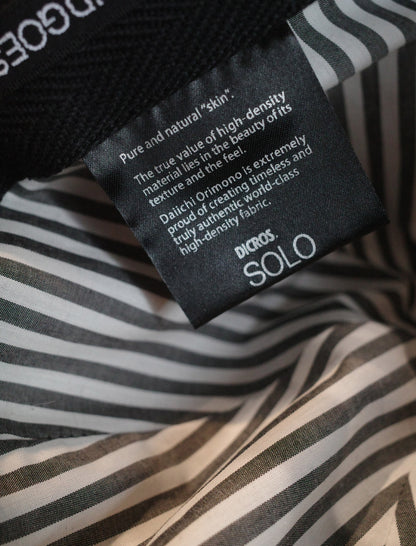 Pure and natural "skin".
The true value of high-density
material lies in the beauty of its
texture and the feel.
Daiichi Orimono is extremely
proud of creating timeless and
truly authentic world-class
high-density fabric.
DICROS.
SOLO